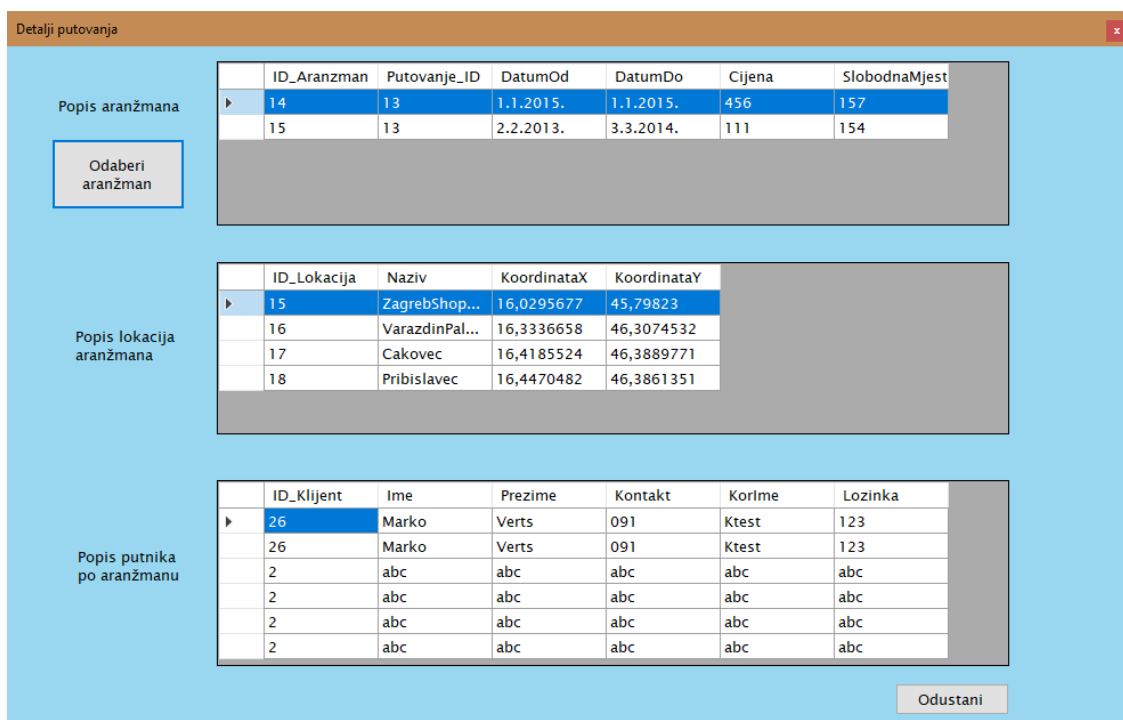 Detalji putovanja
x
Popis aranžmana
Odaberi
aranžman
ID_Aranzman Putovanje_ID DatumOd DatumDo Cijena SlobodnaMjest
14 13 1.1.2015. 1.1.2015. 456 157
15 13 2.2.2013. 3.3.2014. 111 154
Popis lokacija
aranžmana
ID_Lokacija Naziv KoordinataX KoordinataY
15 ZagrebShop... 16,0295677 45,79823
16 VarazdinPal... 16,3336658 46,3074532
17 Cakovec 16,4185524 46,3889771
18 Pribislavec 16,4470482 46,3861351
Popis putnika
po aranžmanu
ID_Klijent Ime Prezime Kontakt KorIme Lozinka
26 Marko Verts 091 Ktest 123
26 Marko Verts 091 Ktest 123
2 abc abc abc abc abc
2 abc abc abc abc abc
2 abc abc abc abc abc
2 abc abc abc abc abc
Odustani